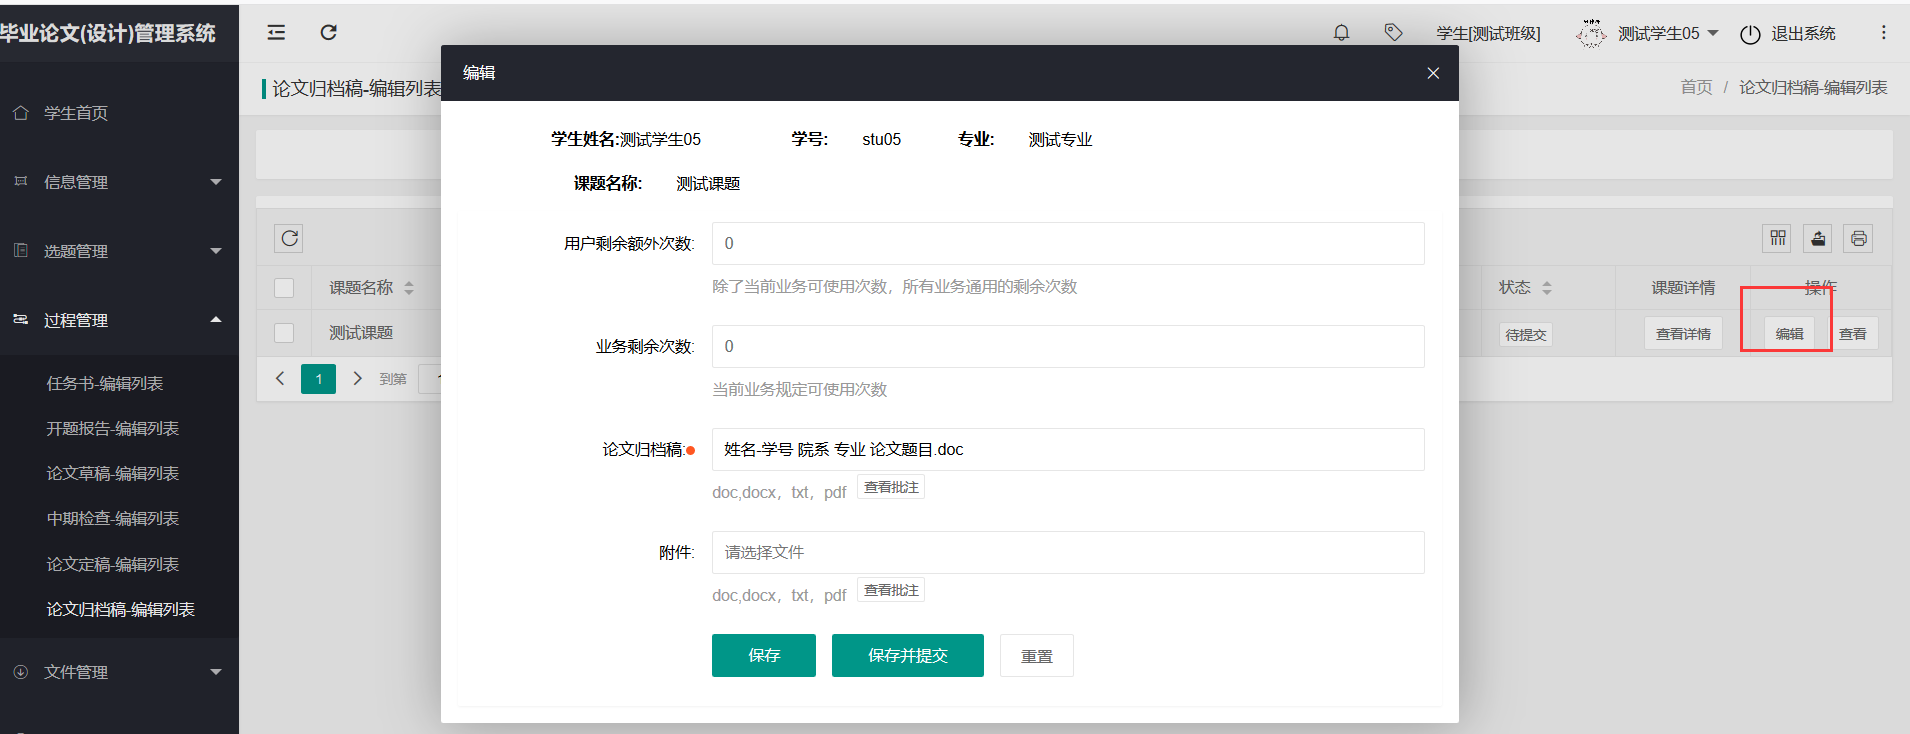 毕业论文(设计)管理系统
学生[测试班级] 测试学生05 退出系统
论文归档稿-编辑列表
首页 / 论文归档稿-编辑列表
学生首页
信息管理
选题管理
过程管理
任务书-编辑列表
开题报告-编辑列表
论文草稿-编辑列表
中期检查-编辑列表
论文定稿-编辑列表
论文归档稿-编辑列表
文件管理
课题名称
测试课题
1 到第
状态 课题详情 操作
待提交 查看详情 编辑 查看
编辑
学生姓名:测试学生05 学号: stu05 专业: 测试专业
课题名称: 测试课题
用户剩余额外次数: 0
除了当前业务可使用次数，所有业务通用的剩余次数
业务剩余次数: 0
当前业务规定可使用次数
论文归档稿: 姓名-学号 院系 专业 论文题目.doc
doc,docx，txt，pdf 查看批注
附件: 请选择文件
doc,docx，txt，pdf 查看批注
保存 保存并提交 重置